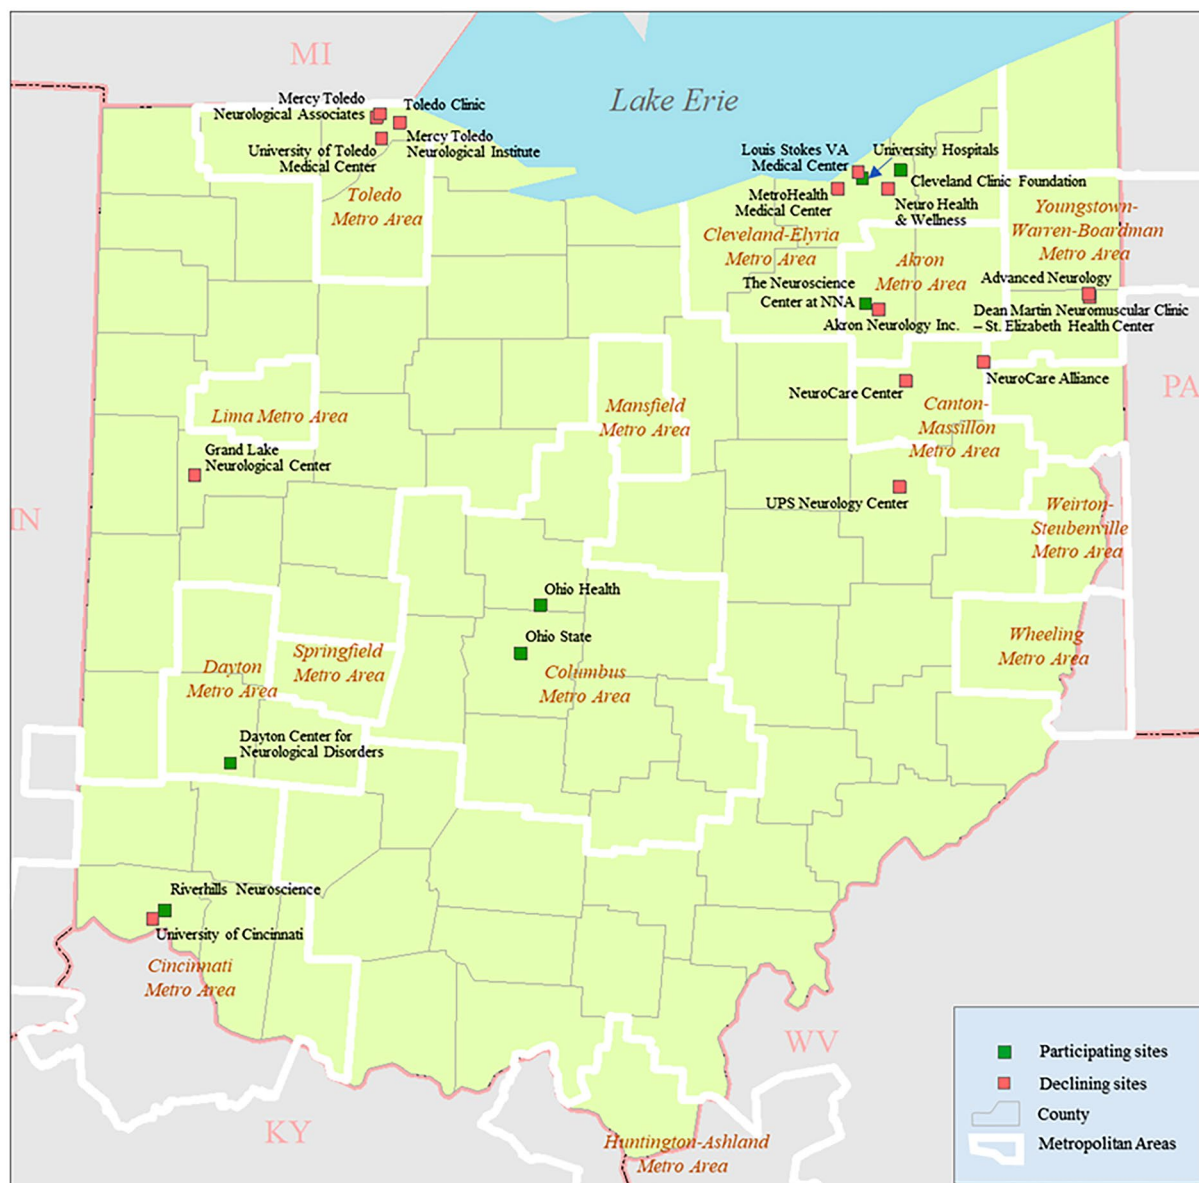 MI
Lake Erie
Mercy Toledo
Neurological Associates
Toledo Clinic
Mercy Toledo
Neurological Institute
University of Toledo
Medical Center
Toledo
Metro Area
Louis Stokes VA
Medical Center
University Hospitals
Cleveland Clinic Foundation
MetroHealth
Medical Center
Neuro Health
& Wellness
Cleveland-Elyria
Metro Area
Youngstown-
Warren-Boardman
Metro Area
Akron
Metro Area
The Neuroscience
Center at NNA
Akron Neurology Inc.
Advanced Neurology
Dean Martin Neuromuscular Clinic
– St. Elizabeth Health Center
NeuroCare Center
NeuroCare Alliance
PA
Lima Metro Area
Mansfield
Metro Area
Canton-
Massillon
Metro Area
Grand Lake
Neurological Center
UPS Neurology Center
IN
Weirton-
Steubenville
Metro Area
Ohio Health
Ohio State
Columbus
Metro Area
Springfield
Metro Area
Dayton
Metro Area
Wheeling
Metro Area
Dayton Center for
Neurological Disorders
Riverhills Neuroscience
University of Cincinnati
Cincinnati
Metro Area
WV
KY
Huntington-Ashland
Metro Area
Participating sites
Declining sites
County
Metropolitan Areas